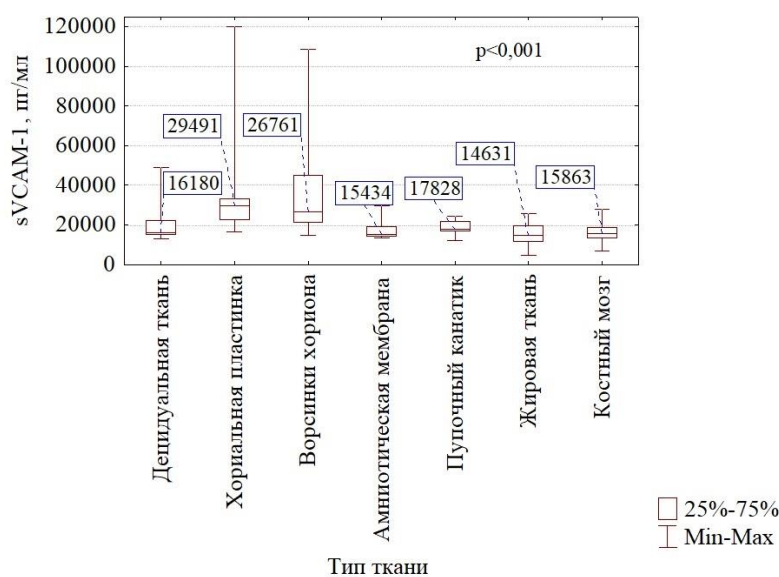 sVCAM-1, пг/мл
120000
100000
80000
60000
40000
20000
0
p<0,001
16180
29491
26761
15434
17828
14631
15863
Децидуальная ткань
Хориальная пластинка
Ворсинки хориона
Амниотическая мембрана
Пупочный канатик
Жировая ткань
Костный мозг
Тип ткани
25%-75%
Min-Max